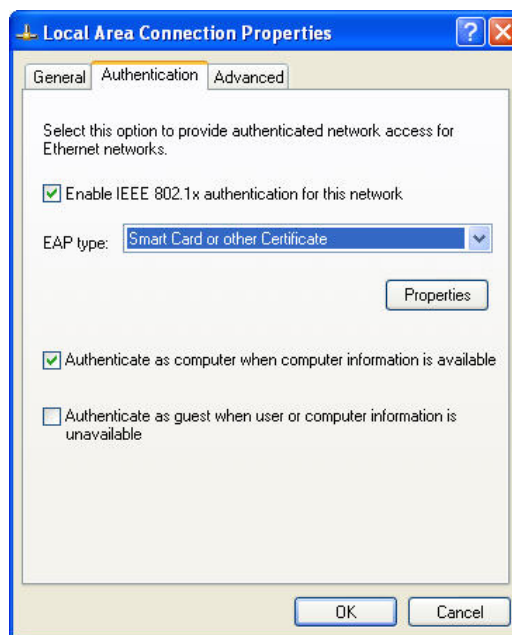 Local Area Connection Properties
General Authentication Advanced
Select this option to provide authenticated network access for
Ethernet networks.
Enable IEEE 802.1x authentication for this network
EAP type: Smart Card or other Certificate
Properties
Authenticate as computer when computer information is available
Authenticate as guest when user or computer information is
unavailable
OK Cancel